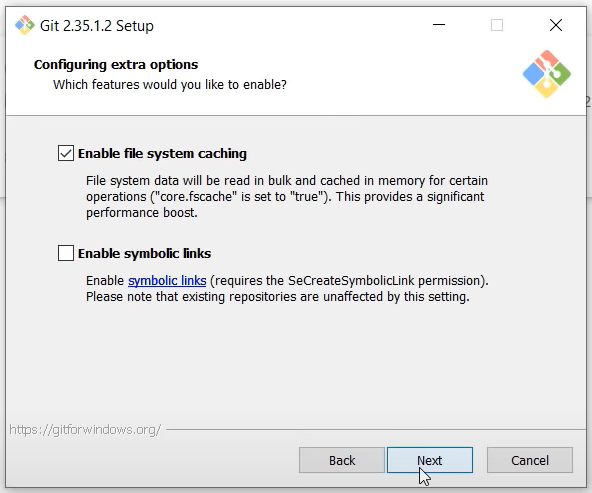 Git 2.35.1.2 Setup
Configuring extra options
Which features would you like to enable?
Enable file system caching
File system data will be read in bulk and cached in memory for certain
operations ("core.fscache" is set to "true"). This provides a significant
performance boost.
Enable symbolic links
Enable symbolic links (requires the SeCreateSymbolicLink permission).
Please note that existing repositories are unaffected by this setting.
https://gitforwindows.org/
Back Next Cancel